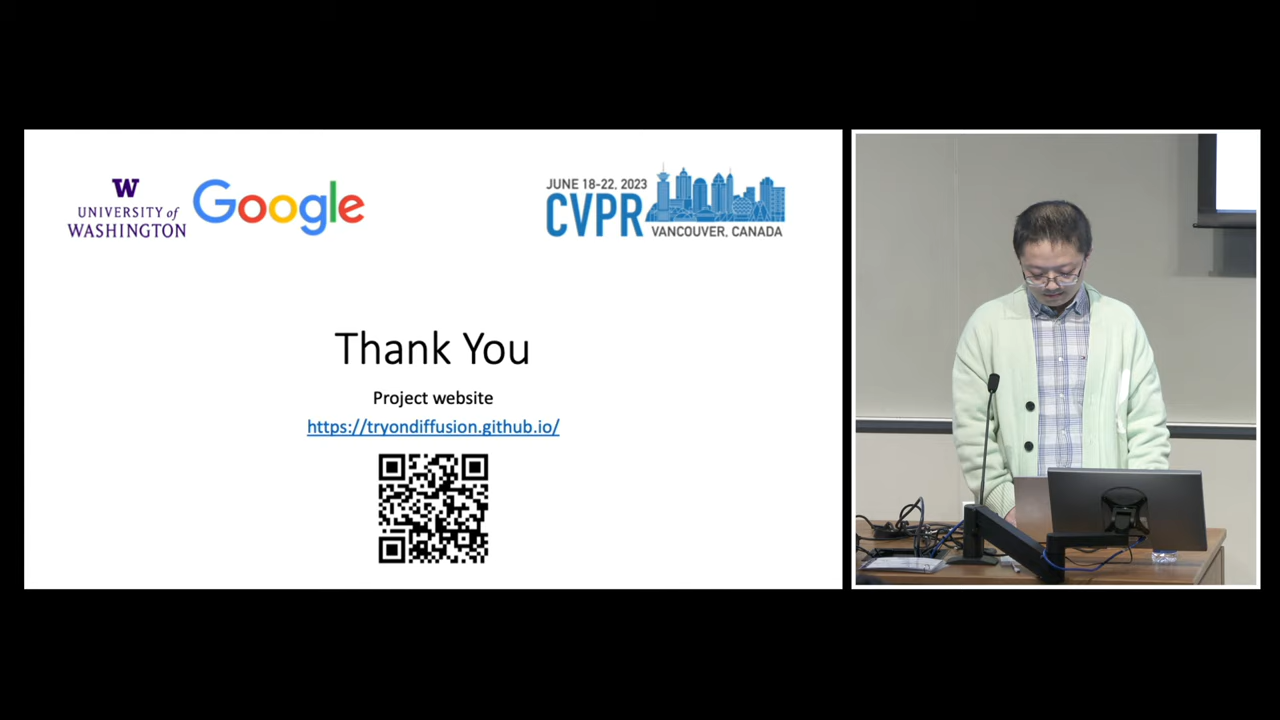 W
UNIVERSITY of
WASHINGTON
Google
JUNE 18-22, 2023
CVPR
VANCOUVER, CANADA
Thank You
Project website
https://tryondiffusion.github.io/